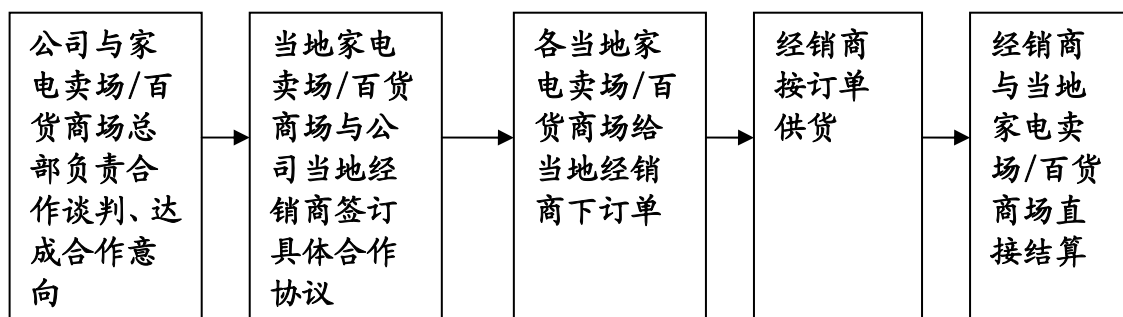 公司与家
电卖场/百
货商场总
部负责合
作谈判、达
成合作意
向
当地家电
卖场/百货
商场与公
司当地经
销商签订
具体合作
协议
各当地家
电卖场/百
货商场给
当地经销
商下订单
经销商
按订单
供货
经销商
与当地
家电卖
场/百货
商场直
接结算